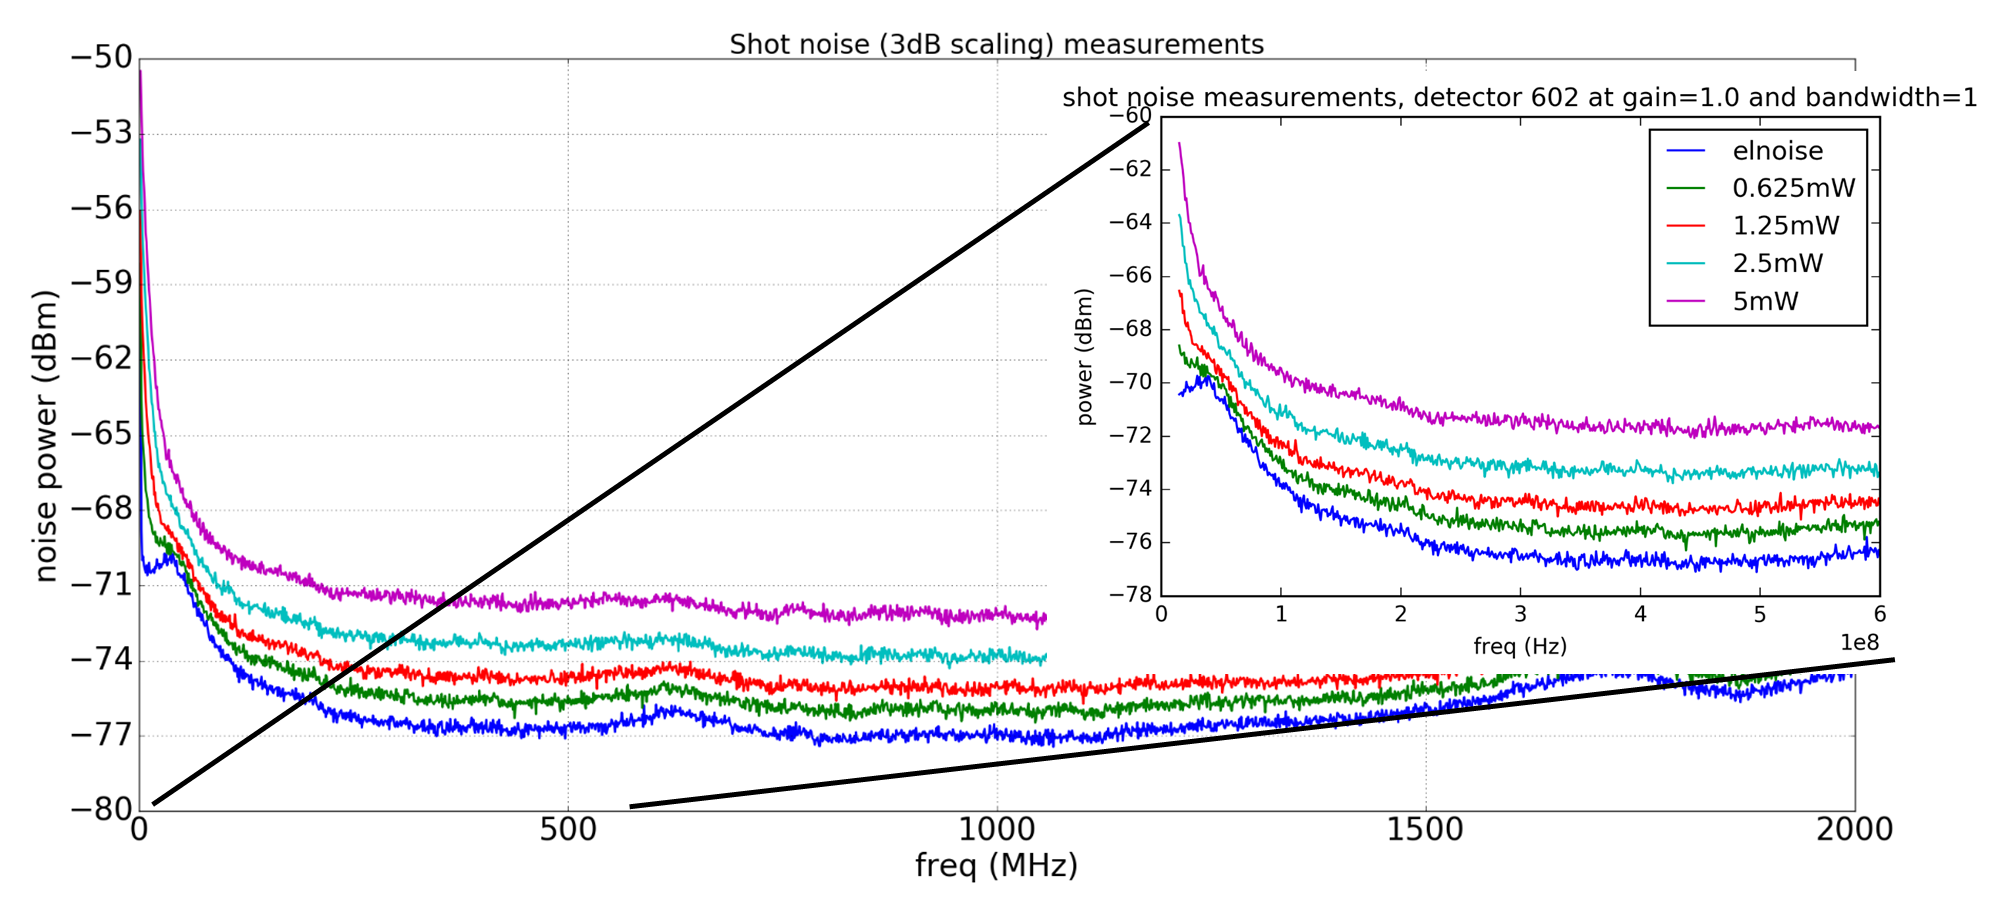 Shot noise (3dB scaling) measurements
−50
−53
−56
−59
−62
−65
−68
−71
−74
−77
−80
noise power (dBm)
0 500 1000 1500 2000
freq (MHz)
shot noise measurements, detector 602 at gain=1.0 and bandwidth=1
−60
−62
−64
−66
−68
−70
−72
−74
−76
−78
power (dBm)
elnoise
0.625mW
1.25mW
2.5mW
5mW
0 1 2 3 4 5 6
freq (Hz)
1e8